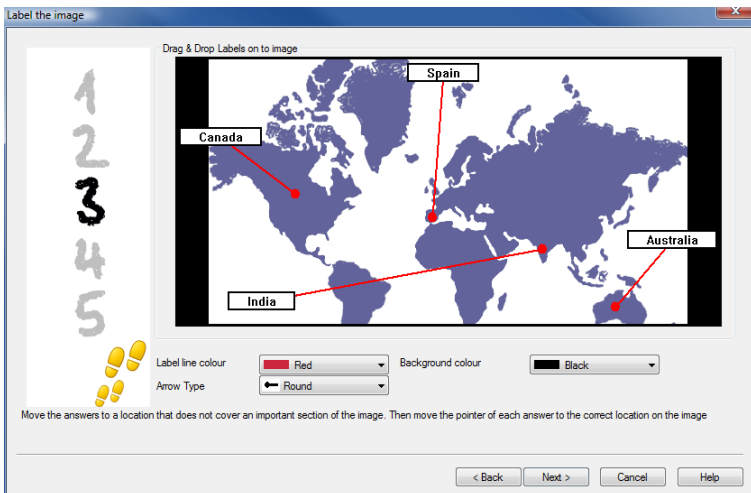 Label the image
Drag & Drop Labels on to image
1
2
3
4
5
Spain
Canada
Australia
India
Label line colour
Red
Background colour
Black
Arrow Type
Round
Move the answers to a location that does not cover an important section of the image. Then move the pointer of each answer to the correct location on the image
< Back
Next >
Cancel
Help